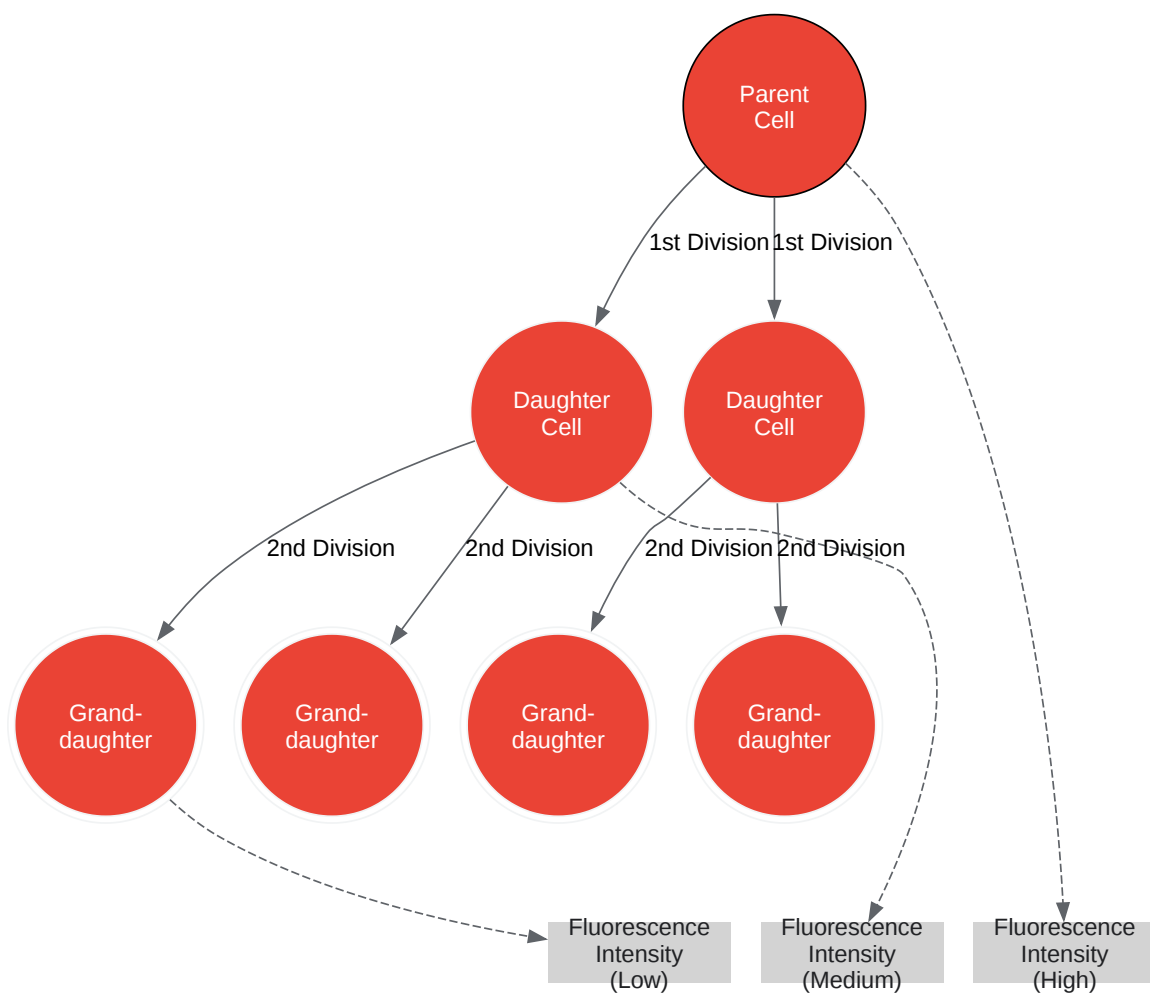 Parent
Cell
1st Division
1st Division
Daughter
Cell
Daughter
Cell
2nd Division
2nd Division
2nd Division
2nd Division
Grand-
daughter
Grand-
daughter
Grand-
daughter
Grand-
daughter
Fluorescence
Intensity
(Low)
Fluorescence
Intensity
(Medium)
Fluorescence
Intensity
(High)